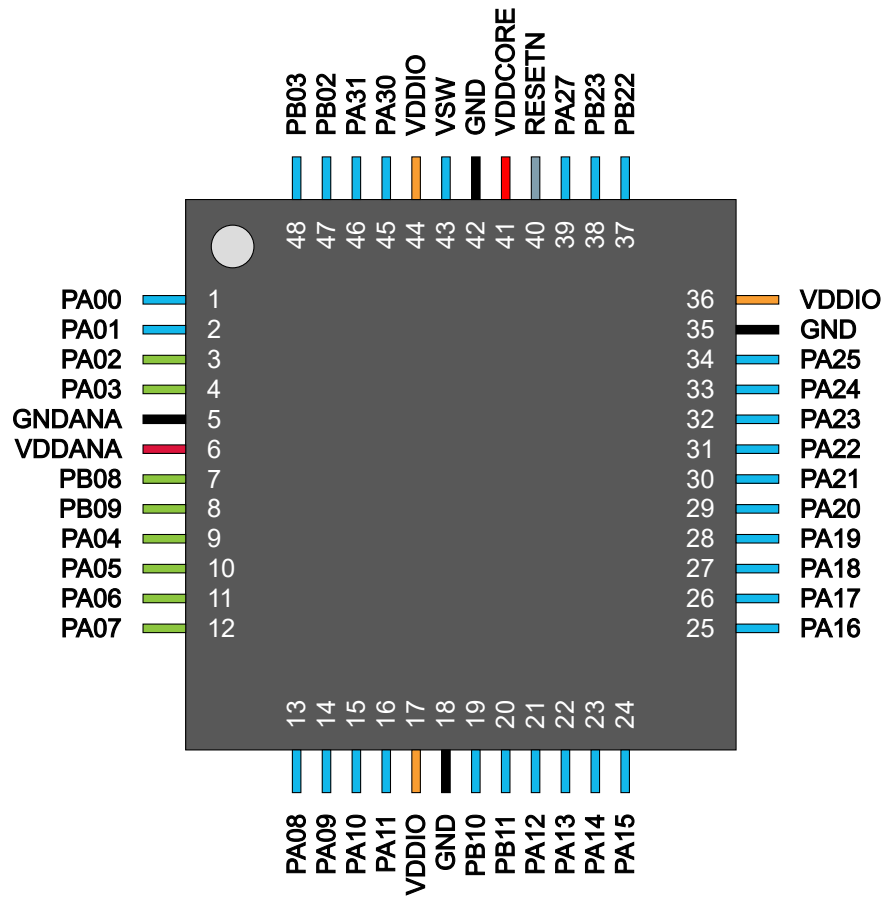 PB03 PB02 PA31 PA30 VDDIO VSW GND VDDCORE RESETN PA27 PB23 PB22
48 47 46 45 44 43 42 41 40 39 38 37
PA00 1 36 VDDIO
PA01 2 35 GND
PA02 3 34 PA25
PA03 4 33 PA24
GNDANA 5 32 PA23
VDDANA 6 31 PA22
PB08 7 30 PA21
PB09 8 29 PA20
PA04 9 28 PA19
PA05 10 27 PA18
PA06 11 26 PA17
PA07 12 25 PA16
13 14 15 16 17 18 19 20 21 22 23 24
PA08 PA09 PA10 PA11 VDDIO GND PB10 PB11 PA12 PA13 PA14 PA15